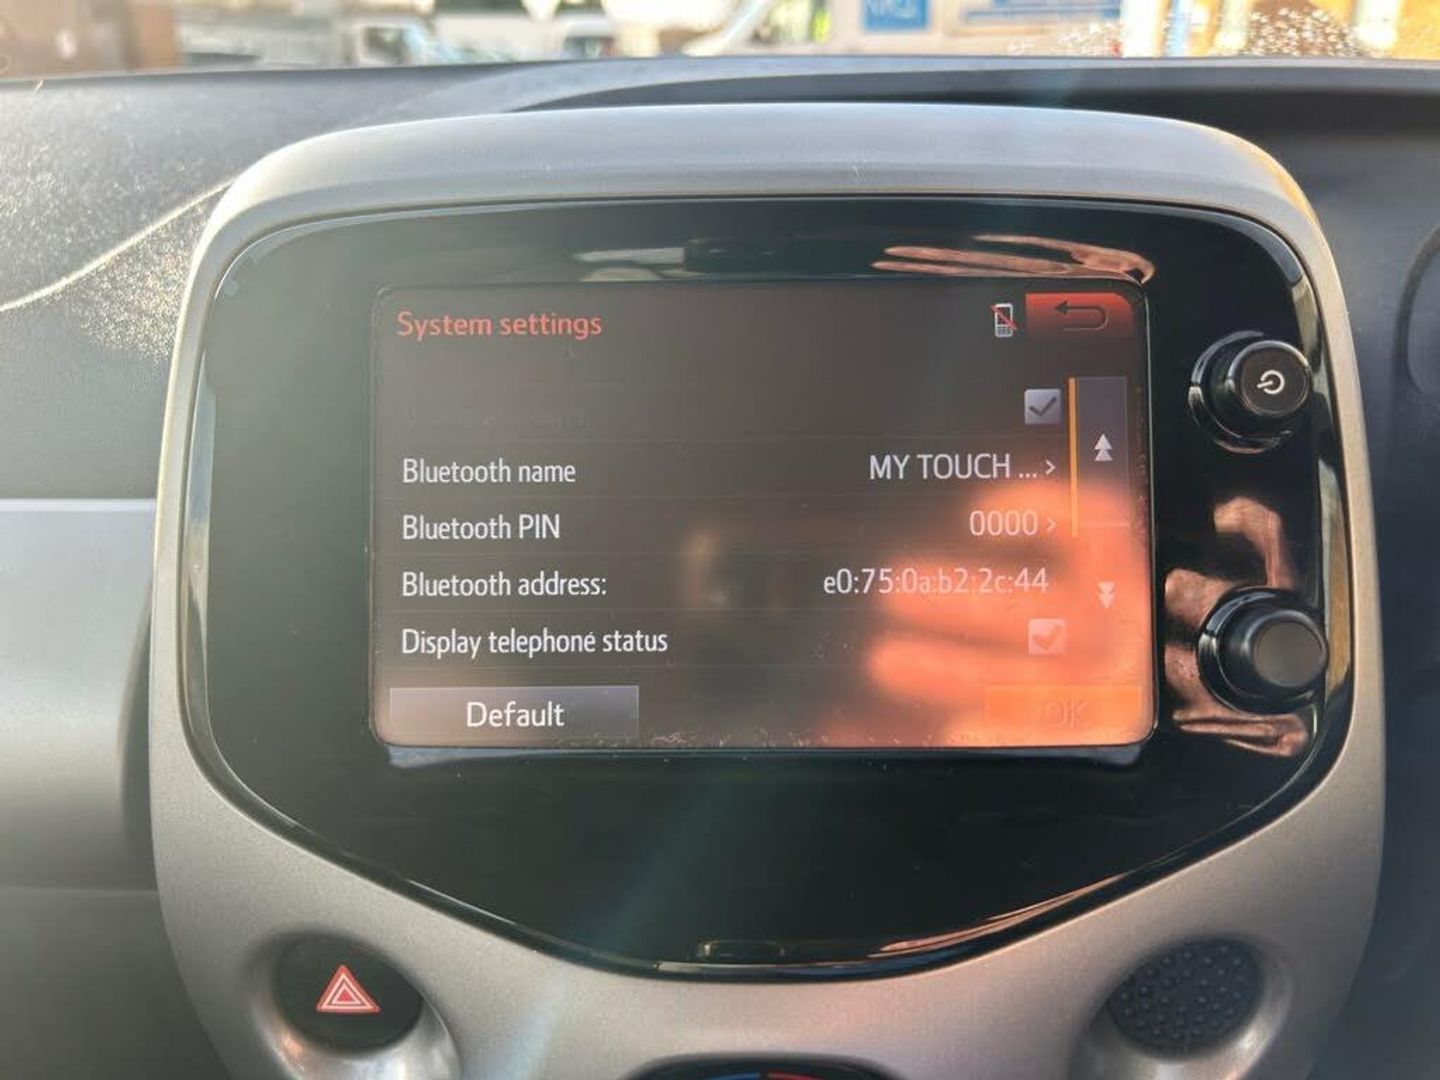 System settings
Bluetooth name MY TOUCH ... >
Bluetooth PIN 0000 >
Bluetooth address: e0:75:0a:b2:2c:44
Display telephone status
Default OK